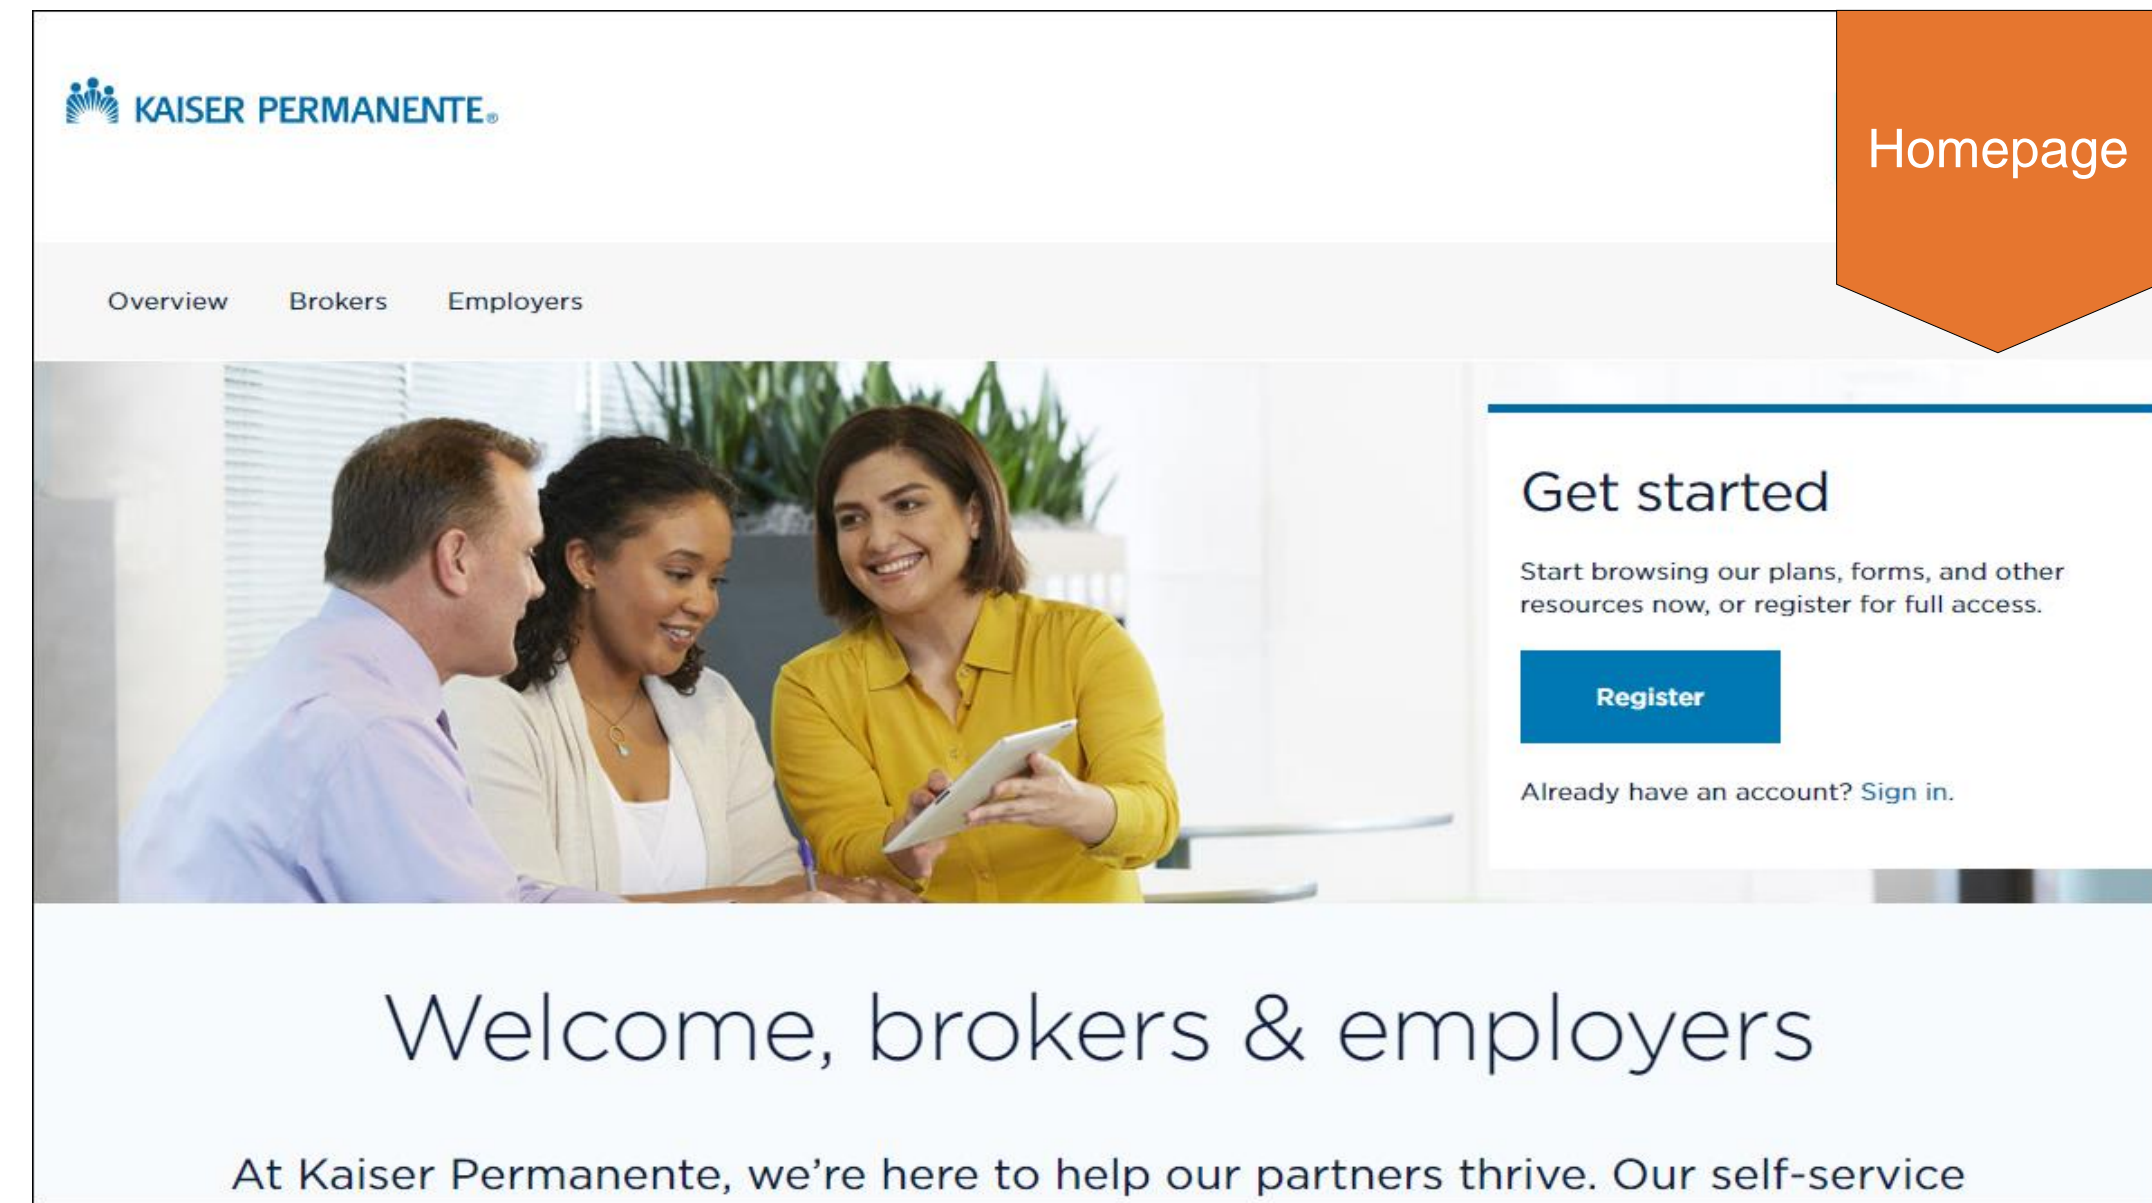 KAISER PERMANENTE®
Homepage
Overview Brokers Employers
Get started
Start browsing our plans, forms, and other
resources now, or register for full access.
Register
Already have an account? Sign in.
Welcome, brokers & employers
At Kaiser Permanente, we're here to help our partners thrive. Our self-service